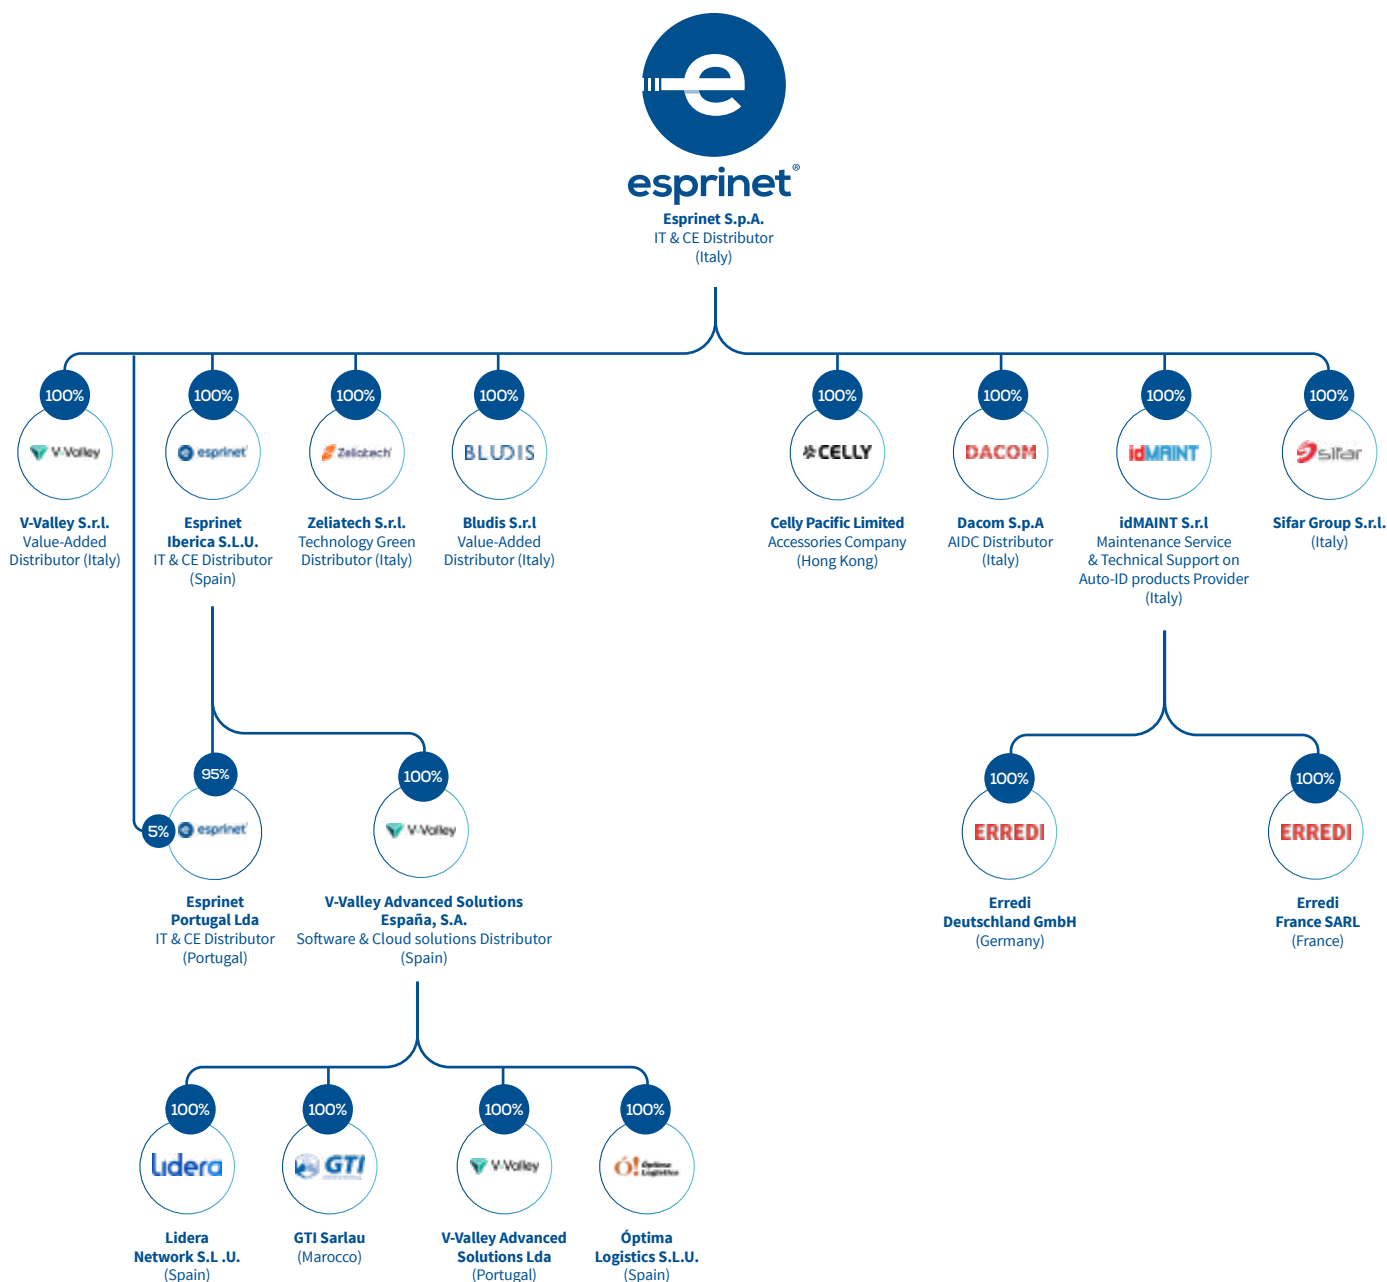 esprinet®
Esprinet S.p.A.
IT & CE Distributor
(Italy)
100%
V-Valley
V-Valley S.r.l.
Value-Added
Distributor (Italy)
100%
esprinet
Esprinet
Iberica S.L.U.
IT & CE Distributor
(Spain)
100%
Zeliatech
Zeliatech S.r.l.
Technology Green
Distributor (Italy)
100%
BLUDIS
Bludis S.r.l
Value-Added
Distributor (Italy)
100%
CELLY
Celly Pacific Limited
Accessories Company
(Hong Kong)
100%
DACOM
Dacom S.p.A
AIDC Distributor
(Italy)
100%
idMAINT
idMAINT S.r.l
Maintenance Service
& Technical Support on
Auto-ID products Provider
(Italy)
100%
sifar
Sifar Group S.r.l.
(Italy)
95%
5%
esprinet
Esprinet
Portugal Lda
IT & CE Distributor
(Portugal)
100%
V-Valley
V-Valley Advanced Solutions
España, S.A.
Software & Cloud solutions Distributor
(Spain)
100%
ERREDI
Erredi
Deutschland GmbH
(Germany)
100%
ERREDI
Erredi
France SARL
(France)
100%
Lidera
Lidera
Network S.L .U.
(Spain)
100%
GTI
GTI Sarlau
(Marocco)
100%
V-Valley
V-Valley Advanced
Solutions Lda
(Portugal)
100%
Ó! Óptima
Logistics
Óptima
Logistics S.L.U.
(Spain)